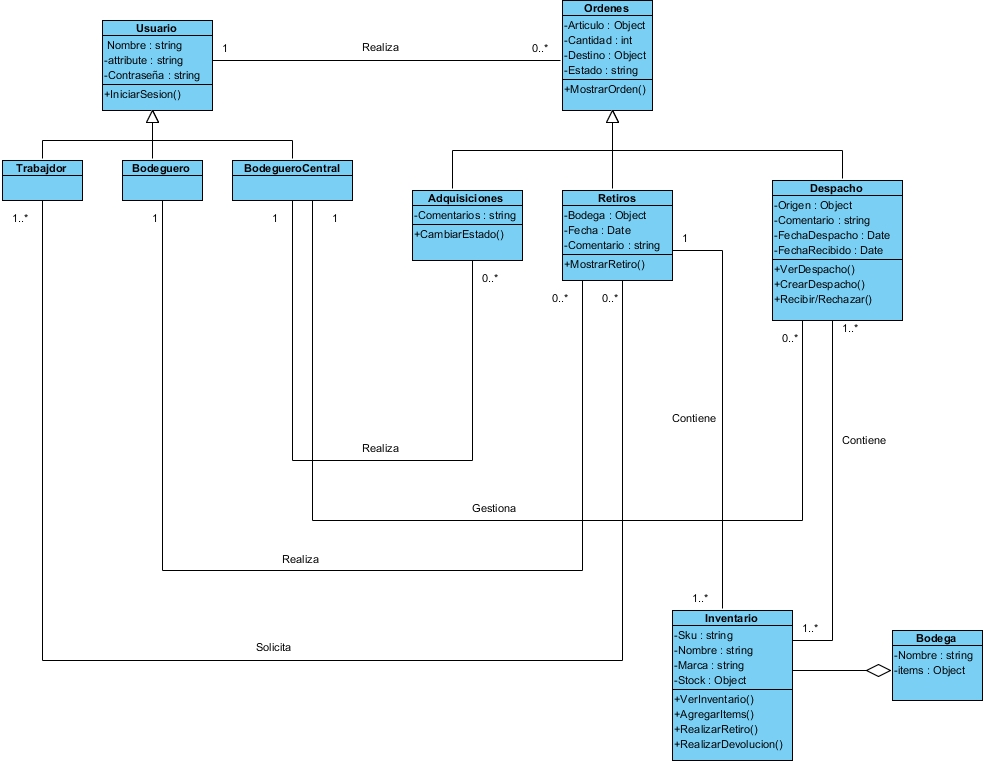 Usuario
Nombre : string
-attribute : string
-Contraseña : string
+IniciarSesion()
1
Realiza
0..*
Ordenes
-Articulo : Object
-Cantidad : int
-Destino : Object
-Estado : string
+MostrarOrden()
Trabajdor
Bodeguero
BodegueroCentral
1..*
1
1
1
Adquisiciones
-Comentarios : string
+CambiarEstado()
0..*
Retiros
-Bodega : Object
-Fecha : Date
-Comentario : string
+MostrarRetiro()
1
0..*
0..*
Despacho
-Origen : Object
-Comentario : string
-FechaDespacho : Date
-FechaRecibido : Date
+VerDespacho()
+CrearDespacho()
+Recibir/Rechazar()
0..*
1..*
Contiene
Contiene
Realiza
Gestiona
Realiza
Solicita
1..*
1..*
Inventario
-Sku : string
-Nombre : string
-Marca : string
-Stock : Object
+VerInventario()
+AgregarItems()
+RealizarRetiro()
+RealizarDevolucion()
Bodega
-Nombre : string
-items : Object